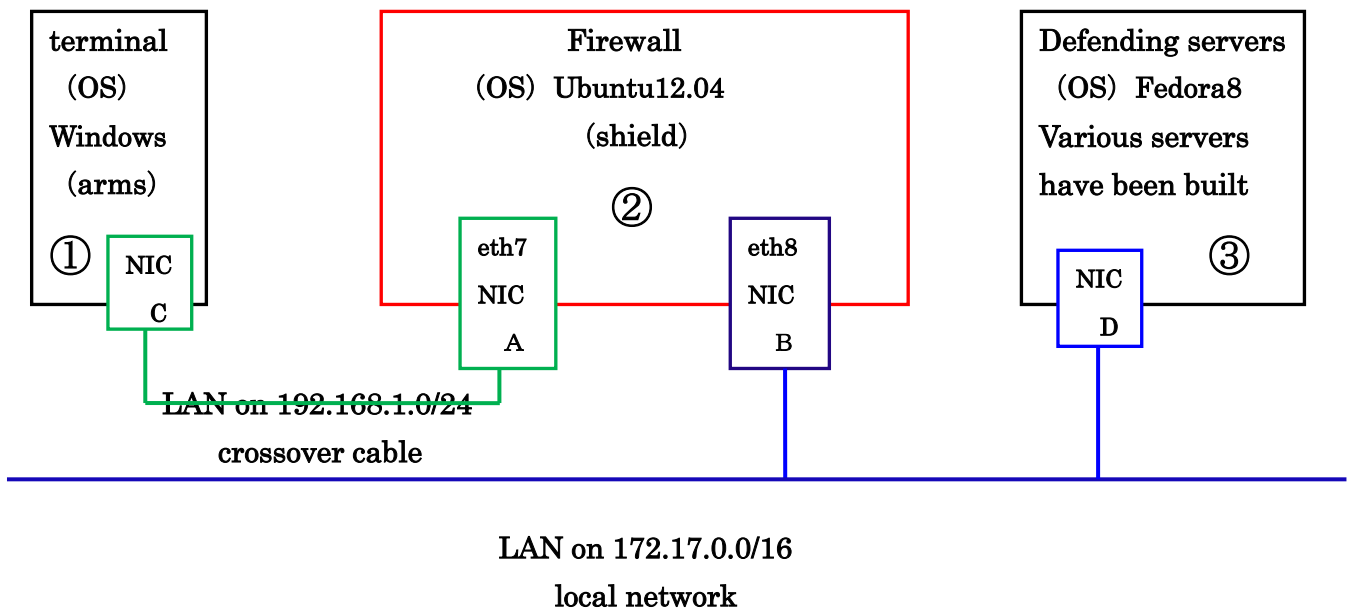 terminal
（OS）
Windows
（arms）
①
NIC
C
Firewall
（OS）Ubuntu12.04
（shield）
②
eth7
NIC
A
eth8
NIC
B
Defending servers
（OS）Fedora8
Various servers
have been built
③
NIC
D
LAN on 192.168.1.0/24
crossover cable
LAN on 172.17.0.0/16
local network